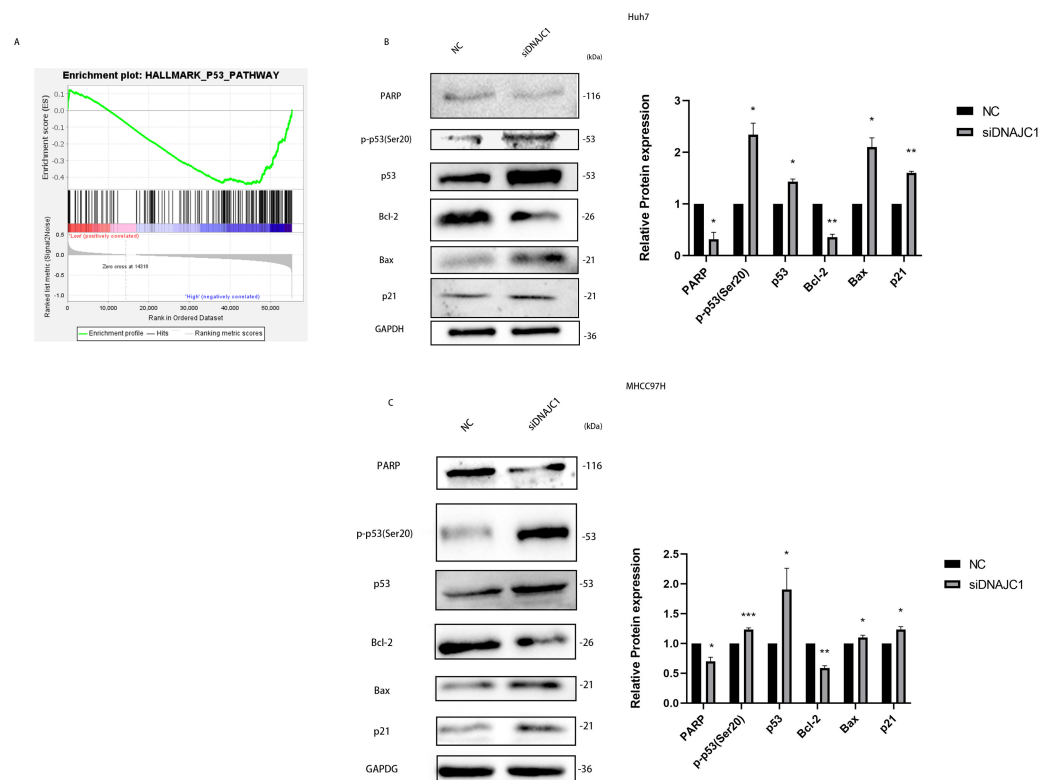 Huh7
A
Enrichment plot: HALLMARK_P53_PATHWAY
Enrichment score (ES)
0.1
0.0
-0.1
-0.2
-0.3
-0.4
'Low' (positively correlated)
Ranked list metric (Signal2Noise)
0.5
0.0
-0.5
-1.0
Zero cross at 14318
'High' (negatively correlated)
0 10,000 20,000 30,000 40,000 50,000
Rank in Ordered Dataset
Enrichment profile Hits Ranking metric scores
B
NC siDNAJC1
(kDa)
PARP -116
p-p53(Ser20) -53
p53 -53
Bcl-2 -26
Bax -21
p21 -21
GAPDH -36
Relative Protein expression
3
2
1
0
* * * ** * **
PARP p-p53(Ser20) p53 Bcl-2 Bax p21
NC
siDNAJC1
MHCC97H
C
NC siDNAJC1
(kDa)
PARP -116
p-p53(Ser20) -53
p53 -53
Bcl-2 -26
Bax -21
p21 -21
GAPDG -36
Relative Protein expression
2.5
2.0
1.5
1.0
0.5
0.0
* *** * ** * *
PARP p-p53(Ser20) p53 Bcl-2 Bax p21
NC
siDNAJC1